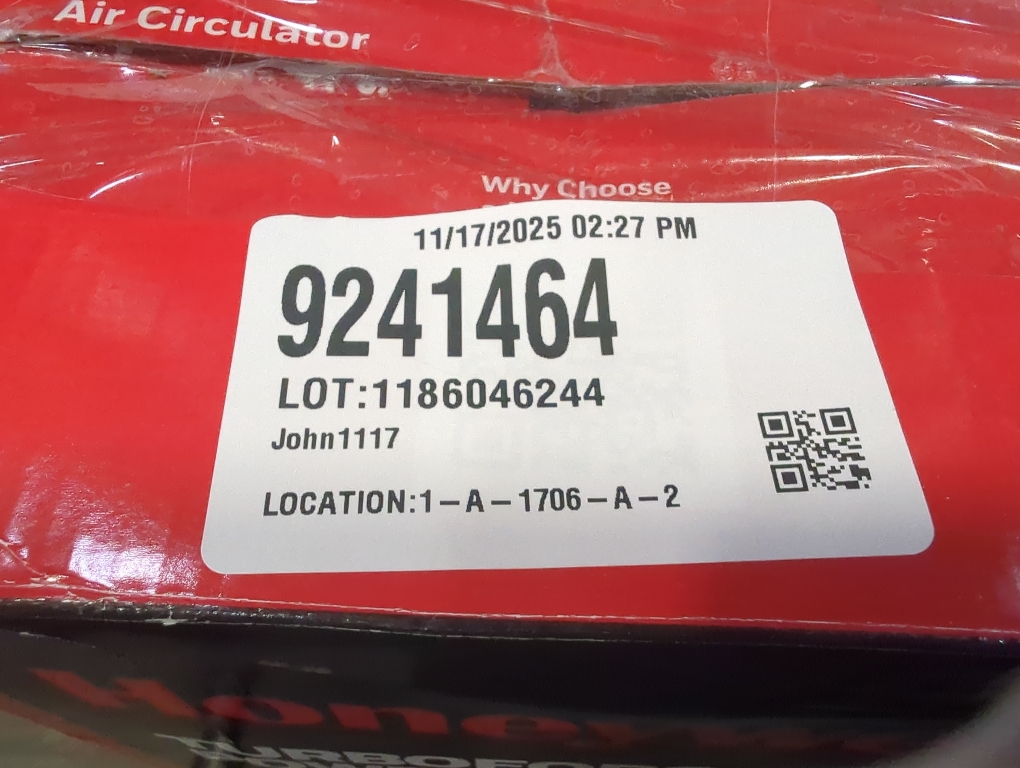 Air Circulator
Why Choose
11/17/2025 02:27 PM
9241464
LOT:1186046244
John1117
LOCATION:1-A-1706-A-2